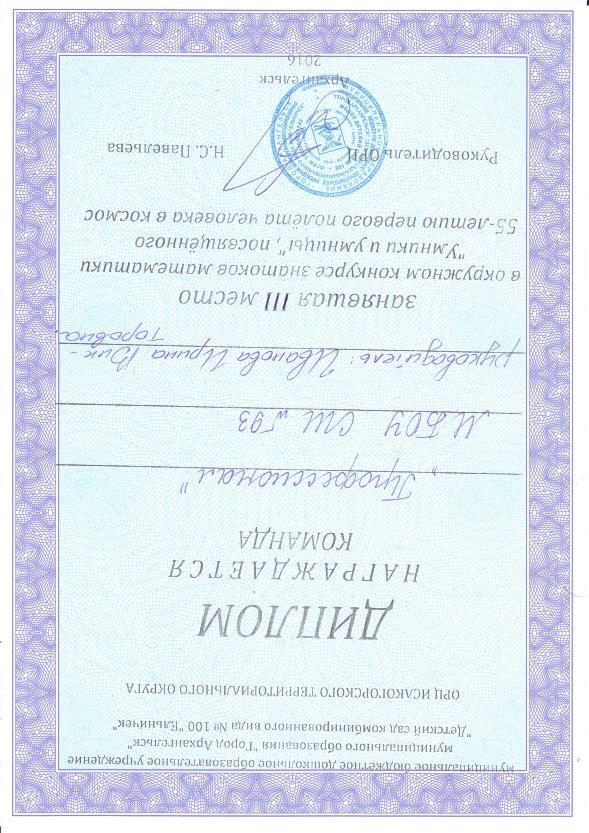 муниципальное бюджетное дошкольное образовательное учреждение
муниципального образования "Город Архангельск"
"Детский сад комбинированного вида № 100 "Ельничек"
ОРЦ ИСАКОГОРСКОГО ТЕРРИТОРИАЛЬНОГО ОКРУГА
ДИПЛОМ
НАГРАЖДАЕТСЯ
КОМАНДА
„Профессионал"
МБОУ СШ №93
руководитель: Иванова Ирина Вик-
торовна.
занявшая III место
в окружном конкурсе знатоков математики
"Умники и умницы", посвящённого
55-летию первого полёта человека в космос
Руководитель ОРЦ Н.С. Павельева
Архангельск
2016